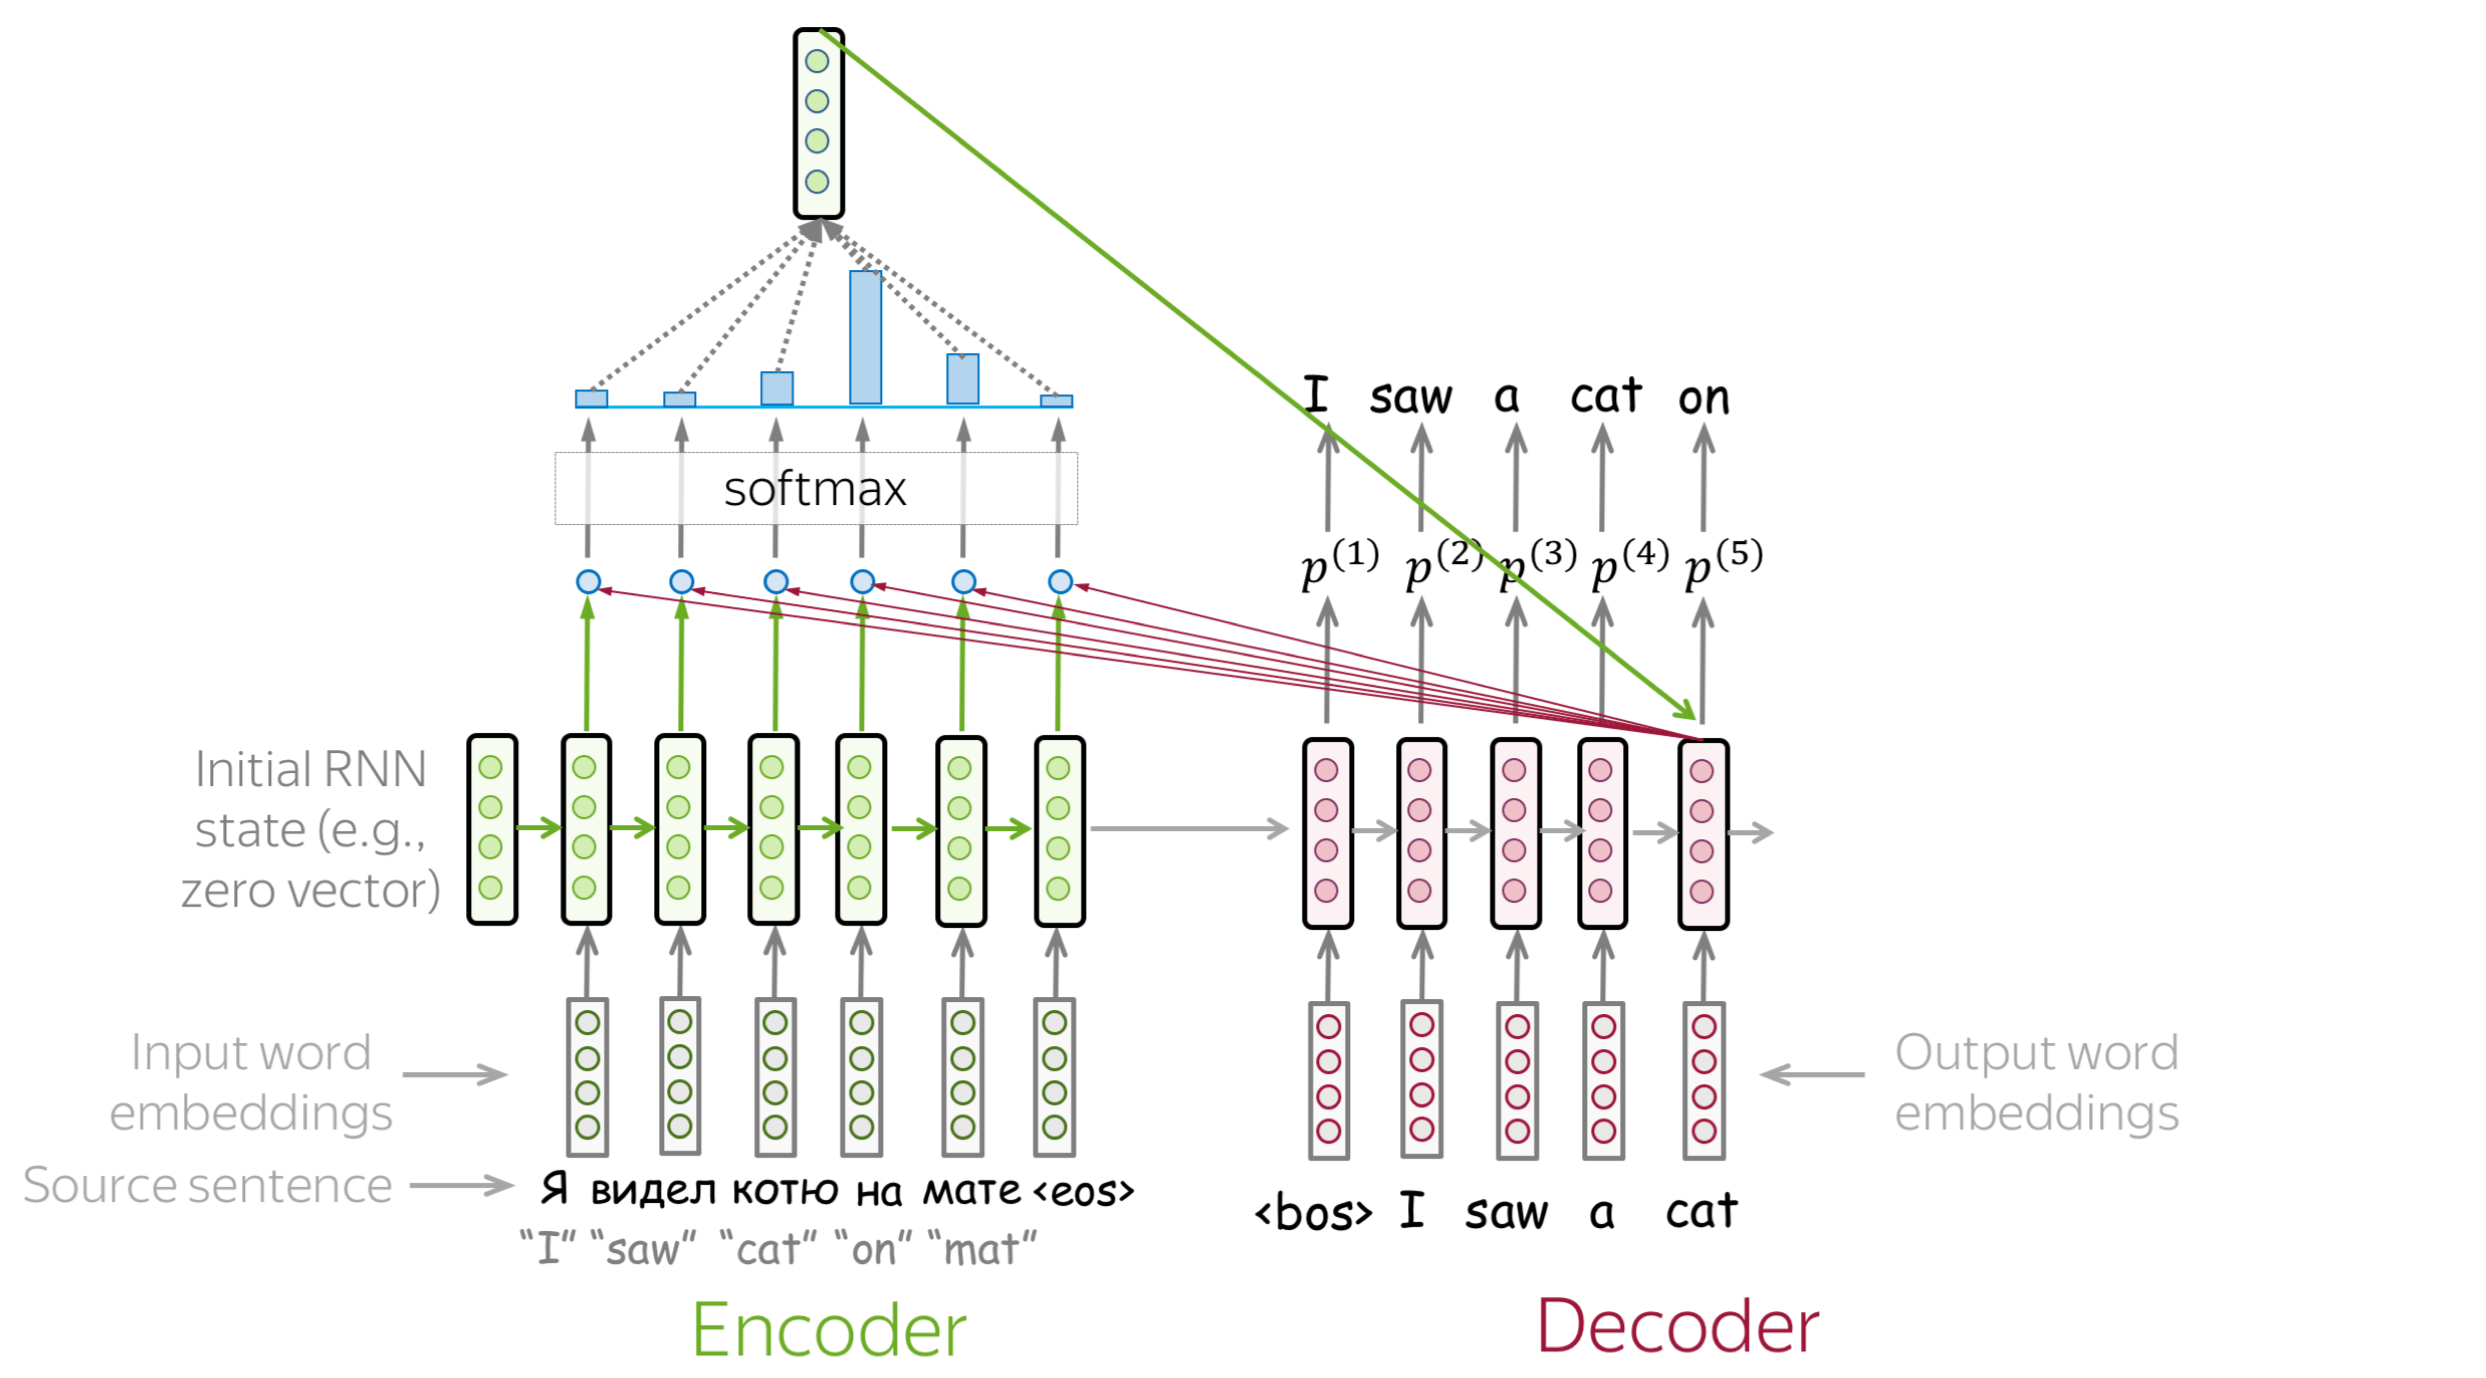 I saw a cat on
softmax
p(1) p(2) p(3) p(4) p(5)
Initial RNN
state (e.g.,
zero vector)
Input word
embeddings
Output word
embeddings
Source sentence
Я видел котю на мате <eos>
"I" "saw" "cat" "on" "mat"
<bos> I saw a cat
Encoder
Decoder